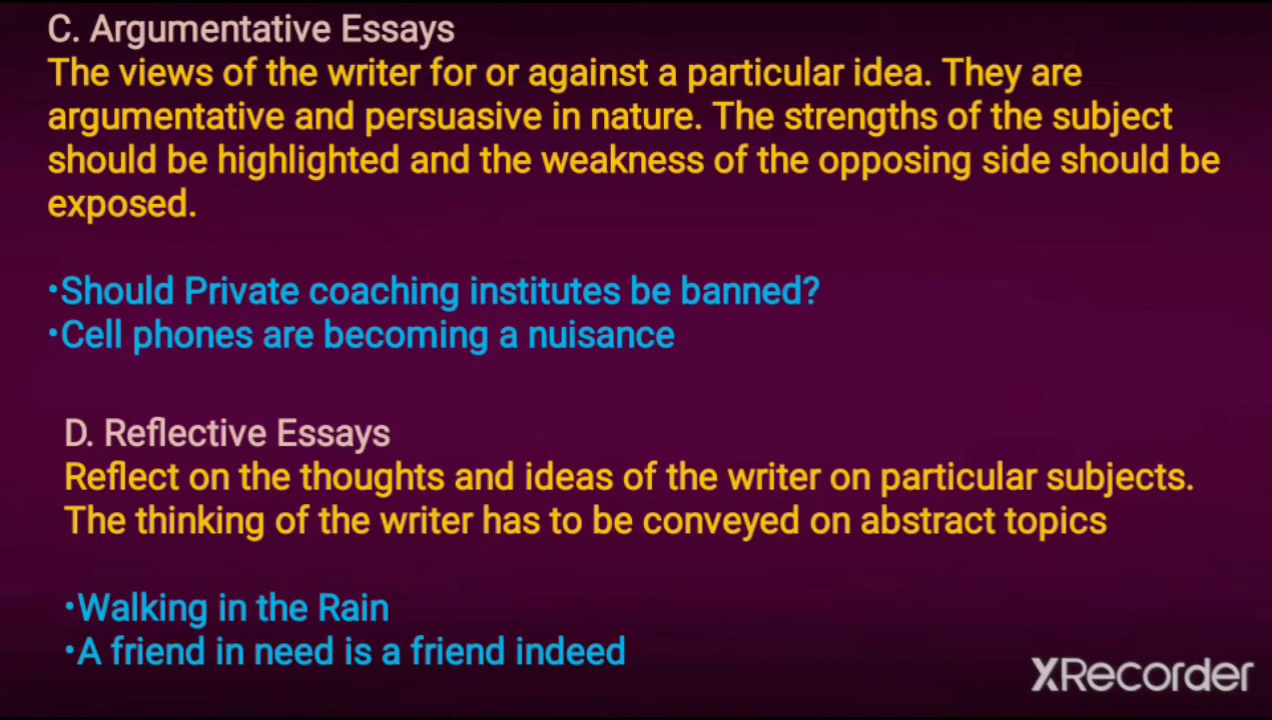 C. Argumentative Essays
The views of the writer for or against a particular idea. They are
argumentative and persuasive in nature. The strengths of the subject
should be highlighted and the weakness of the opposing side should be
exposed.
•Should Private coaching institutes be banned?
•Cell phones are becoming a nuisance
D. Reflective Essays
Reflect on the thoughts and ideas of the writer on particular subjects.
The thinking of the writer has to be conveyed on abstract topics
•Walking in the Rain
•A friend in need is a friend indeed
XRecorder